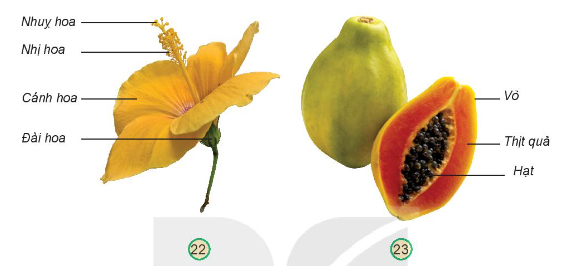 Nhuỵ hoa
Nhị hoa
Cánh hoa
Đài hoa
Vỏ
Thịt quả
Hạt
22
23